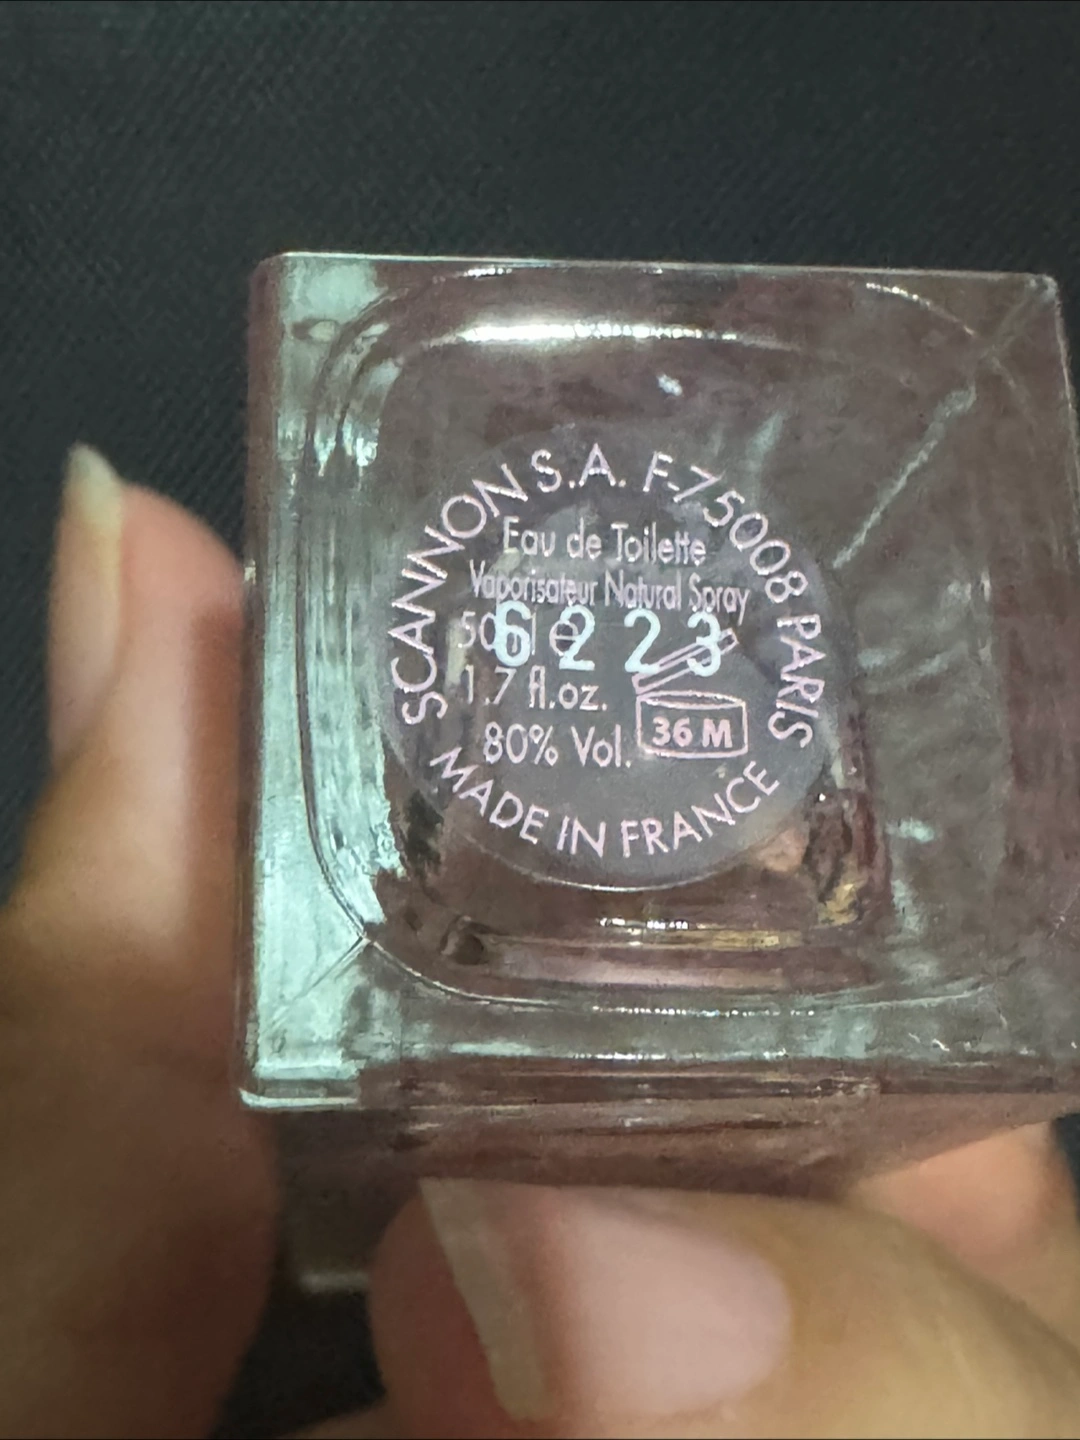 SCANNON S.A. F-75008 PARIS
Eau de Toilette
Vaporisateur Natural Spray
50ml e
6223
1.7 fl.oz.
80% Vol.
36 M
MADE IN FRANCE